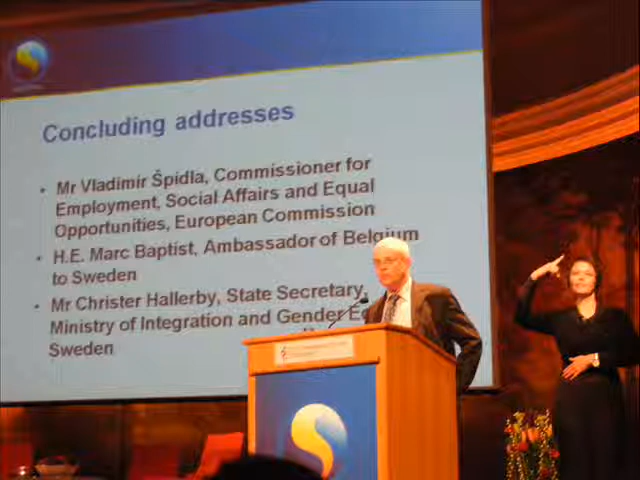 Concluding addresses
• Mr Vladimír Špidla, Commissioner for
Employment, Social Affairs and Equal
Opportunities, European Commission
• H.E. Marc Baptist, Ambassador of Belgium
to Sweden
• Mr Christer Hallerby, State Secretary,
Ministry of Integration and Gender E
Sweden